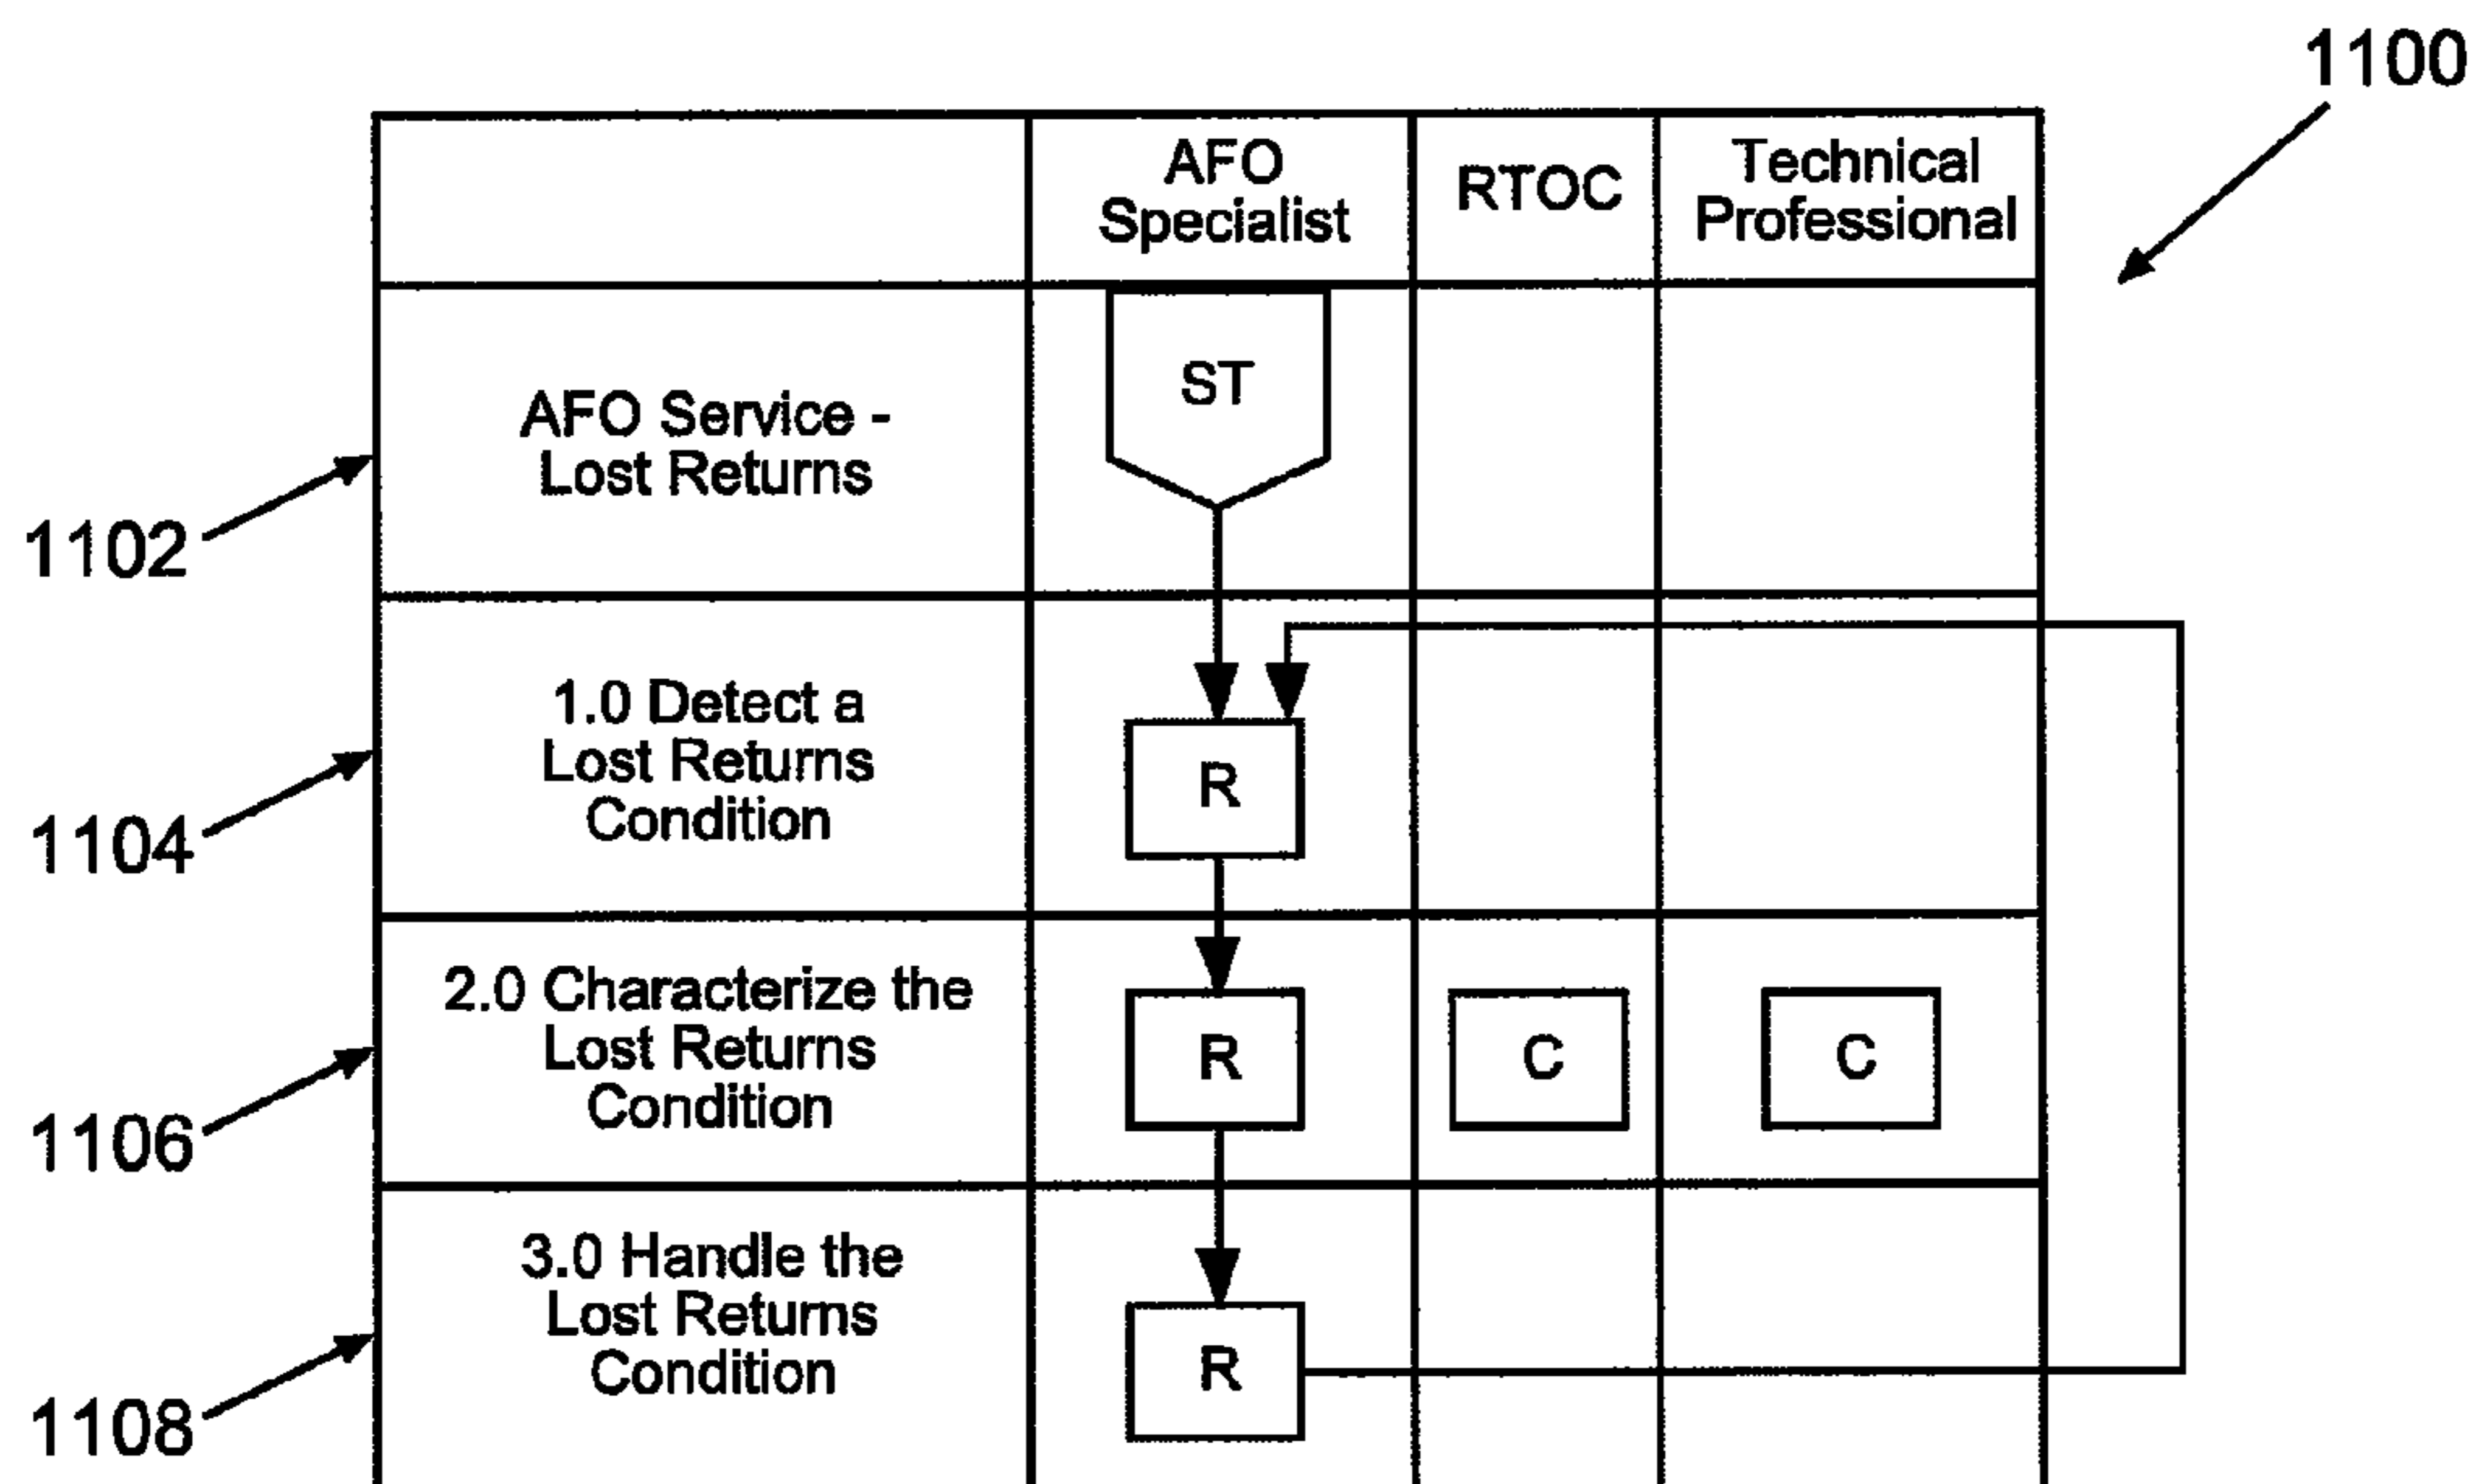 1100
AFO
Specialist
RTOC
Technical
Professional
AFO Service -
Lost Returns
ST
1102
1.0 Detect a
Lost Returns
Condition
R
1104
2.0 Characterize the
Lost Returns
Condition
R
C
C
1106
3.0 Handle the
Lost Returns
Condition
R
1108